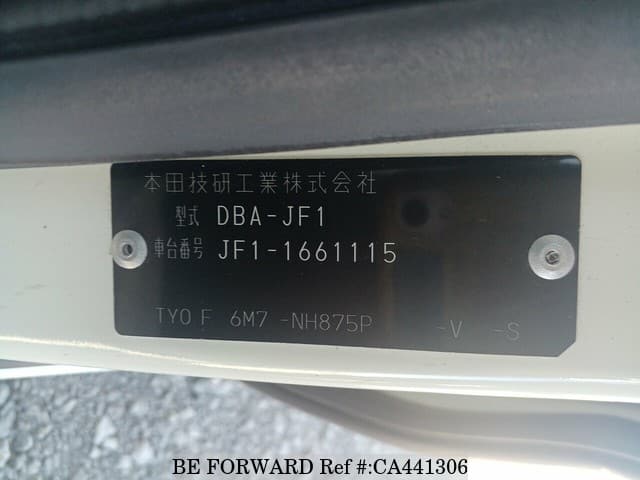 本田技研工業株式会社
型式 DBA-JF1
車台番号 JF1-1661115
TYO F 6M7 -NH875P -V -S
BE FORWARD Ref #:CA441306